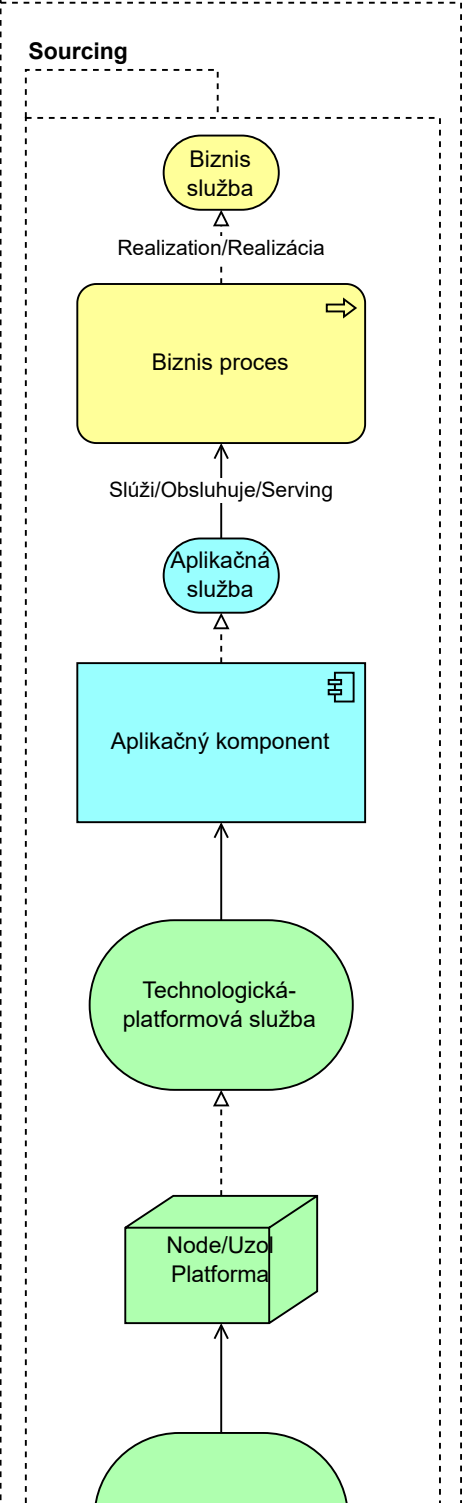 Sourcing
Biznis
služba
Realization/Realizácia
Biznis proces
Slúži/Obsluhuje/Serving
Aplikačná
služba
Aplikačný komponent
Technologická-
platformová služba
Node/Uzol
Platforma